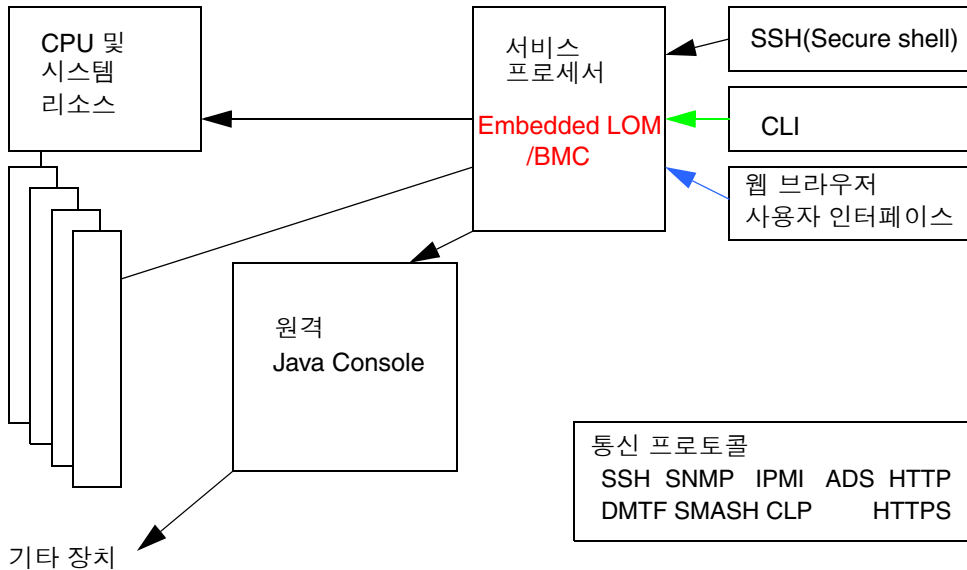 CPU 및
시스템
리소스
서비스
프로세서
Embedded LOM
/BMC
SSH(Secure shell)
CLI
웹 브라우저
사용자 인터페이스
원격
Java Console
통신 프로토콜
SSH SNMP IPMI ADS HTTP
DMTF SMASH CLP HTTPS
기타 장치